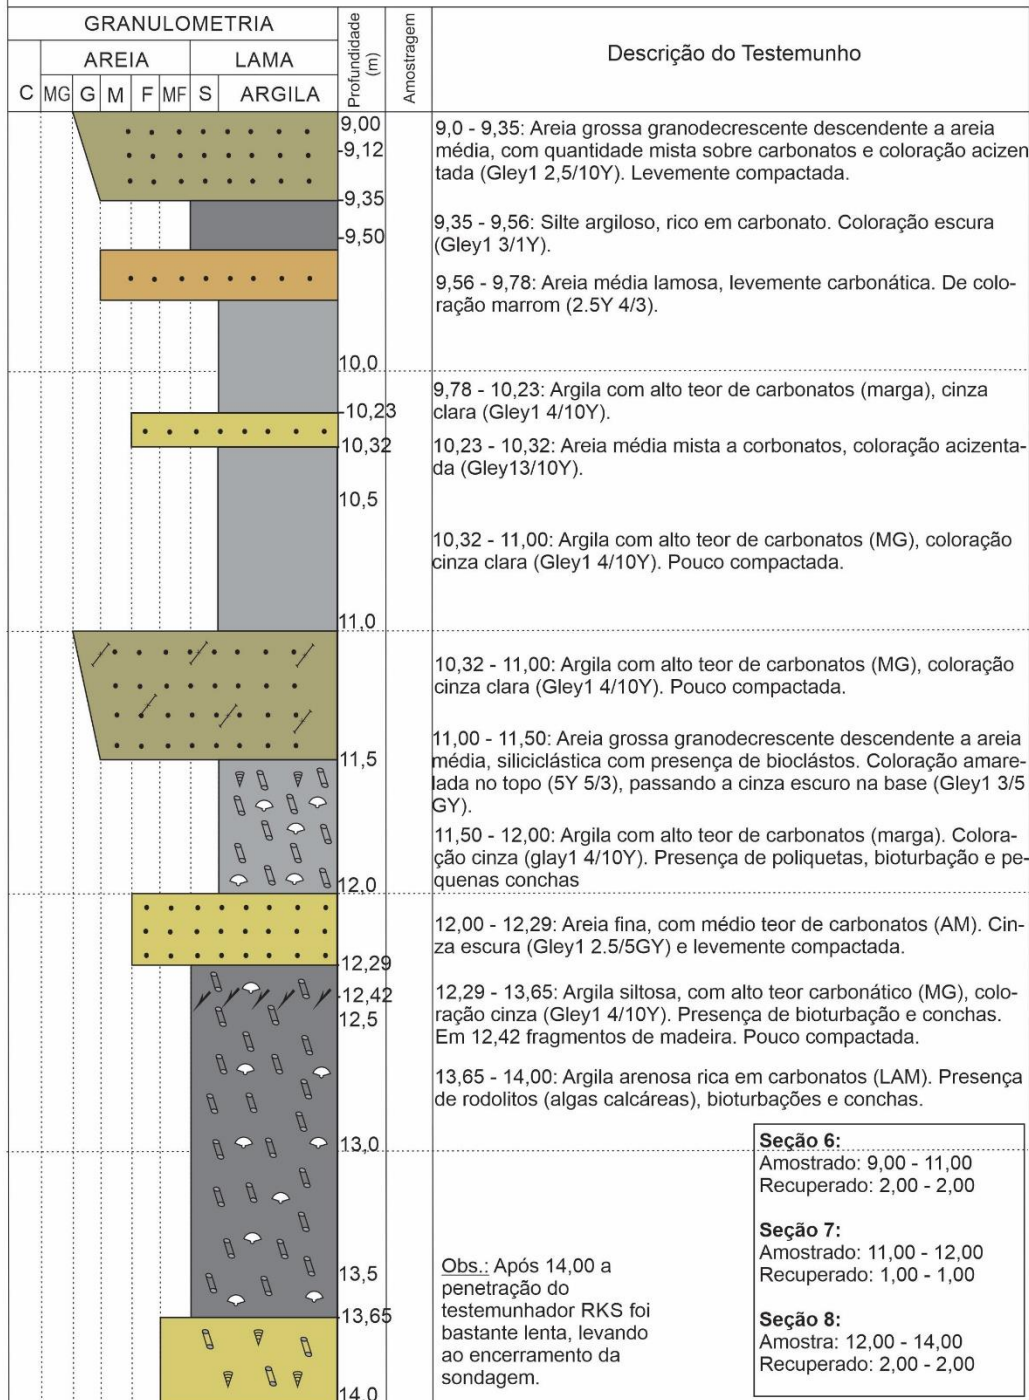 GRANULOMETRIA
AREIA
LAMA
C MG G M F MF S ARGILA
Profundidade (m)
Amostragem
Descrição do Testemunho
9,00
9,12
9,35
9,50
10,0
10,23
10,32
10,5
11,0
11,5
12,0
12,29
12,42
12,5
13,0
13,5
13,65
14,0
9,0 - 9,35: Areia grossa granodecrescente descendente a areia
média, com quantidade mista sobre carbonatos e coloração acizen
tada (Gley1 2,5/10Y). Levemente compactada.
9,35 - 9,56: Silte argiloso, rico em carbonato. Coloração escura
(Gley1 3/1Y).
9,56 - 9,78: Areia média lamosa, levemente carbonática. De colo-
ração marrom (2.5Y 4/3).
9,78 - 10,23: Argila com alto teor de carbonatos (marga), cinza
clara (Gley1 4/10Y).
10,23 - 10,32: Areia média mista a corbonatos, coloração acizenta-
da (Gley13/10Y).
10,32 - 11,00: Argila com alto teor de carbonatos (MG), coloração
cinza clara (Gley1 4/10Y). Pouco compactada.
10,32 - 11,00: Argila com alto teor de carbonatos (MG), coloração
cinza clara (Gley1 4/10Y). Pouco compactada.
11,00 - 11,50: Areia grossa granodecrescente descendente a areia
média, siliciclástica com presença de bioclástos. Coloração amare-
lada no topo (5Y 5/3), passando a cinza escuro na base (Gley1 3/5
GY).
11,50 - 12,00: Argila com alto teor de carbonatos (marga). Colora-
ção cinza (glay1 4/10Y). Presença de poliquetas, bioturbação e pe-
quenas conchas
12,00 - 12,29: Areia fina, com médio teor de carbonatos (AM). Cin-
za escura (Gley1 2.5/5GY) e levemente compactada.
12,29 - 13,65: Argila siltosa, com alto teor carbonático (MG), colo-
ração cinza (Gley1 4/10Y). Presença de bioturbação e conchas.
Em 12,42 fragmentos de madeira. Pouco compactada.
13,65 - 14,00: Argila arenosa rica em carbonatos (LAM). Presença
de rodolitos (algas calcáreas), bioturbações e conchas.
Obs.: Após 14,00 a
penetração do
testemunhador RKS foi
bastante lenta, levando
ao encerramento da
sondagem.
Seção 6:
Amostrado: 9,00 - 11,00
Recuperado: 2,00 - 2,00
Seção 7:
Amostrado: 11,00 - 12,00
Recuperado: 1,00 - 1,00
Seção 8:
Amostra: 12,00 - 14,00
Recuperado: 2,00 - 2,00